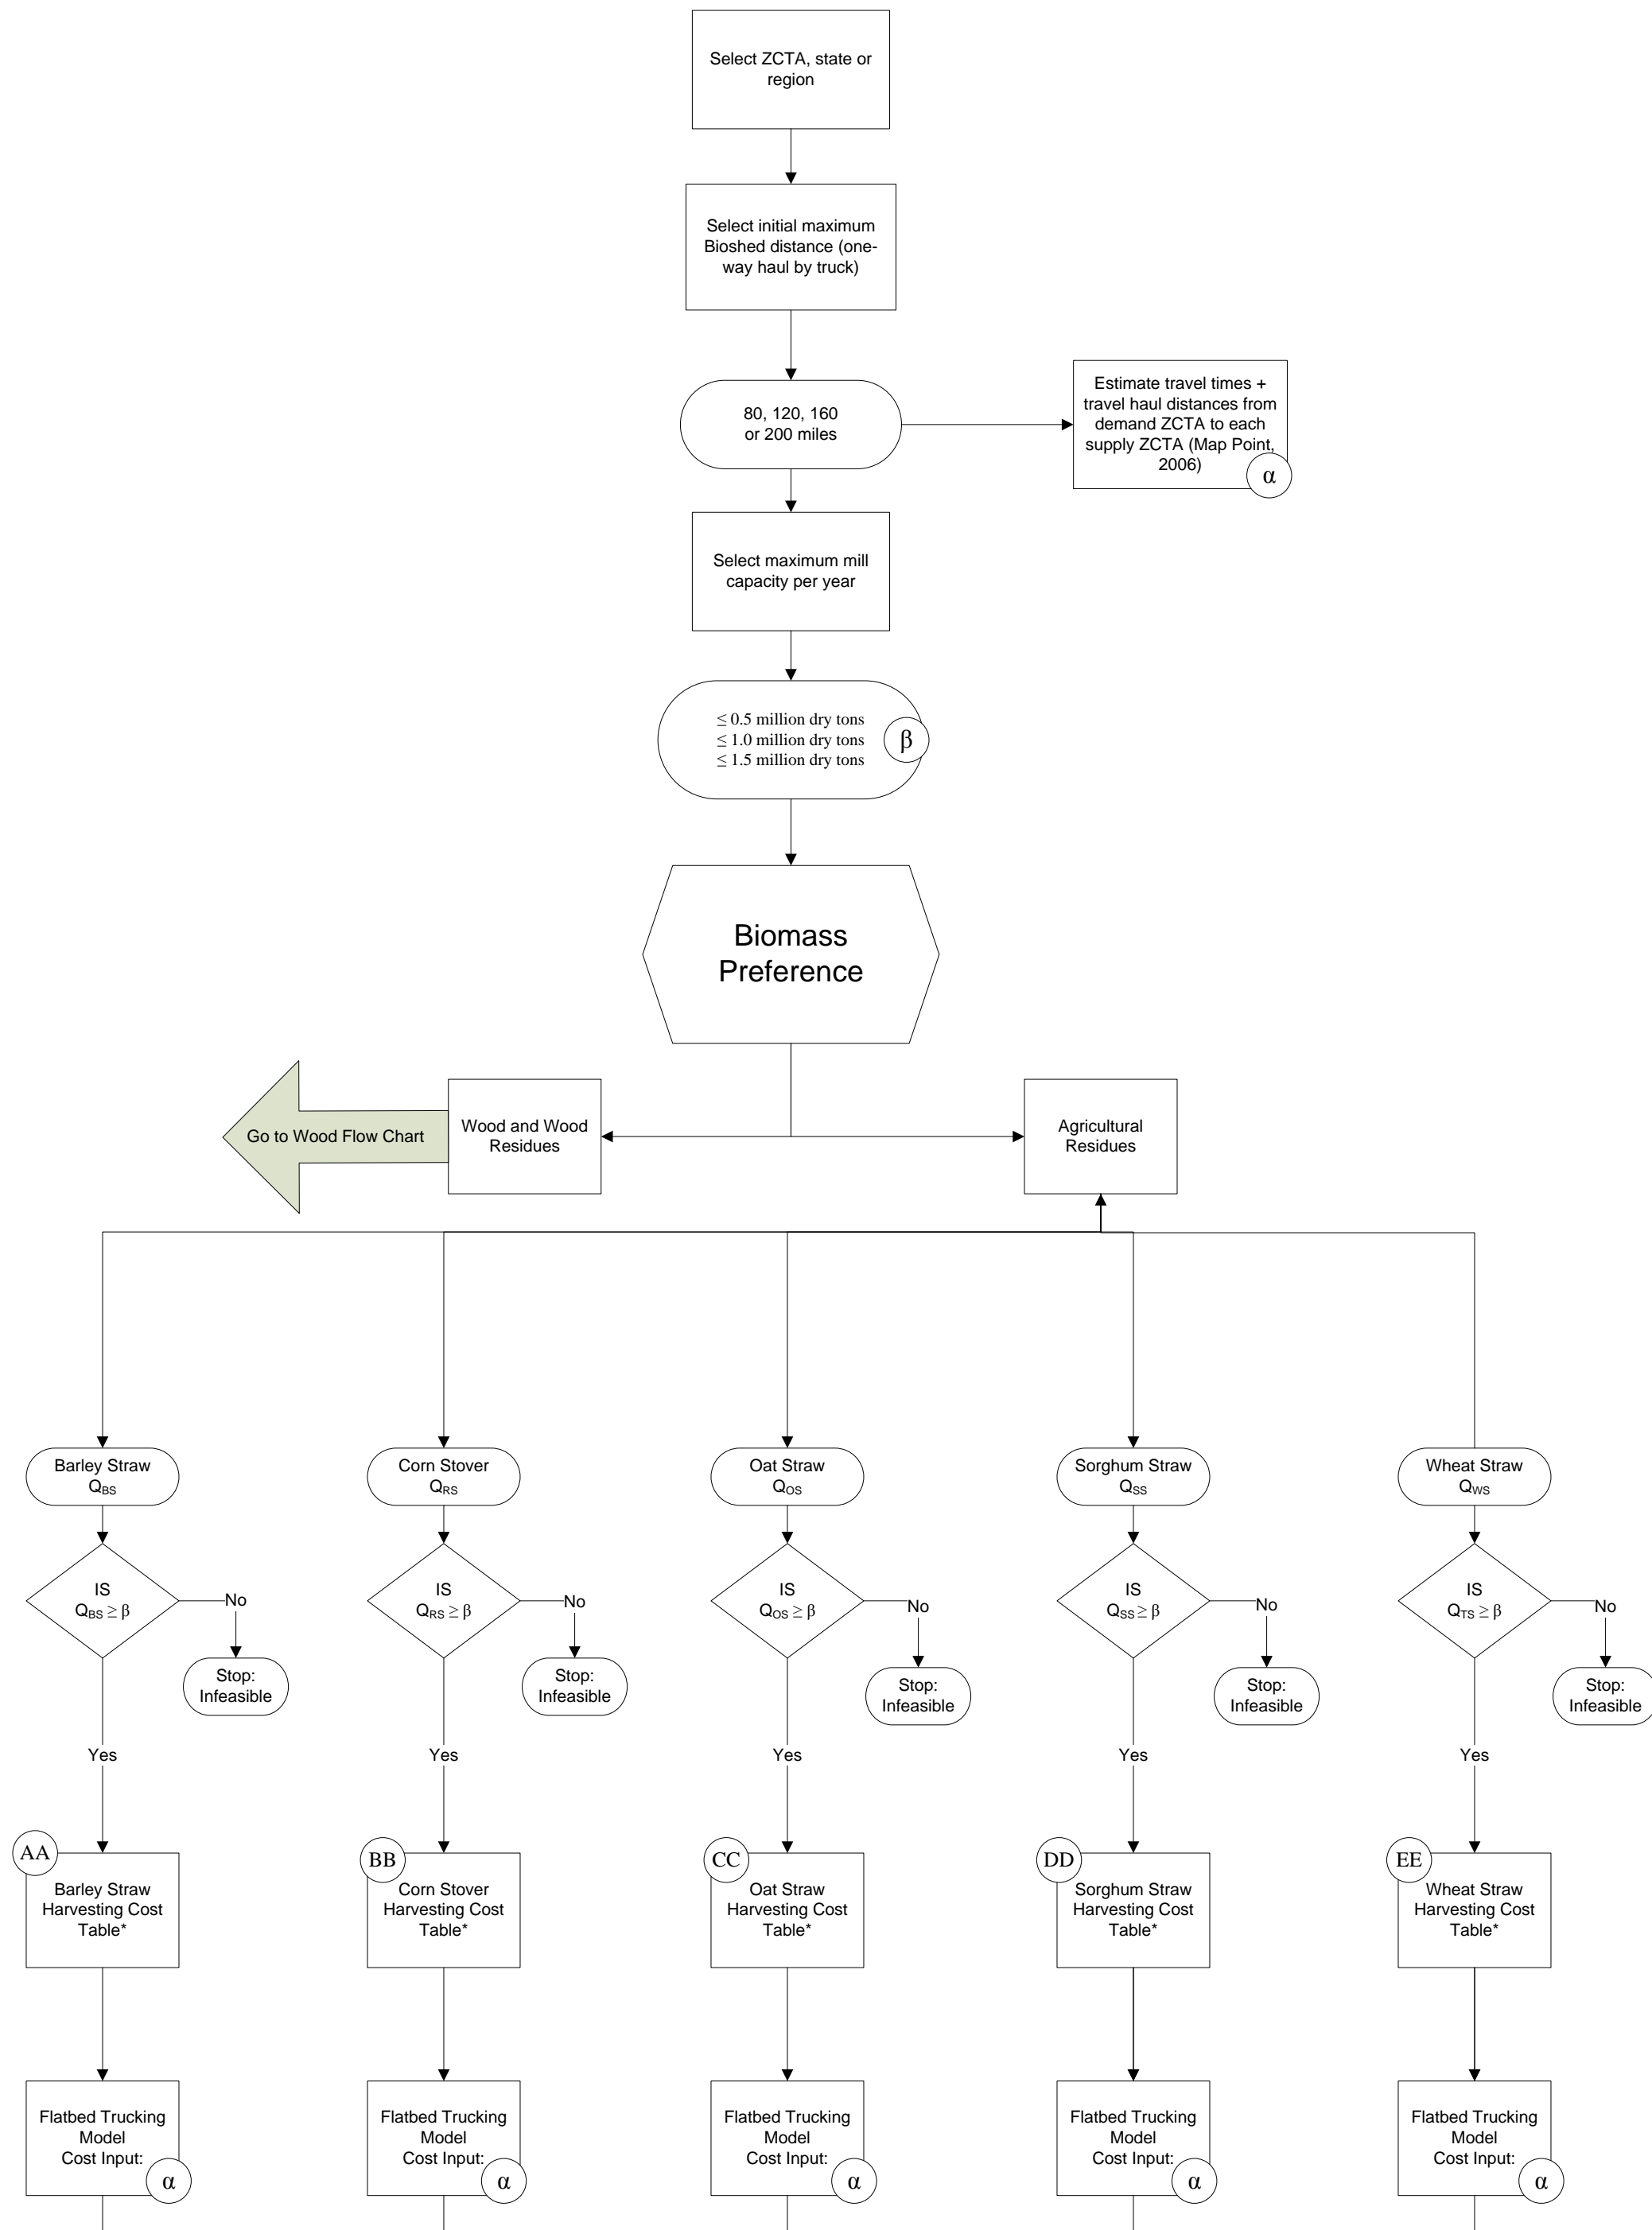 Select ZCTA, state or
region
Select initial maximum
Bioshed distance (one-
way haul by truck)
80, 120, 160
or 200 miles
Estimate travel times +
travel haul distances from
demand ZCTA to each
supply ZCTA (Map Point,
2006)
α
Select maximum mill
capacity per year
≤ 0.5 million dry tons
≤ 1.0 million dry tons
≤ 1.5 million dry tons
β
Biomass
Preference
Go to Wood Flow Chart
Wood and Wood
Residues
Agricultural
Residues
Barley Straw
QBS
Corn Stover
QRS
Oat Straw
QOS
Sorghum Straw
QSS
Wheat Straw
QWS
IS
QBS ≥ β
No
IS
QRS ≥ β
No
IS
QOS ≥ β
No
IS
QSS ≥ β
No
IS
QTS ≥ β
No
Stop:
Infeasible
Stop:
Infeasible
Stop:
Infeasible
Stop:
Infeasible
Stop:
Infeasible
Yes
Yes
Yes
Yes
Yes
AA
Barley Straw
Harvesting Cost
Table*
BB
Corn Stover
Harvesting Cost
Table*
CC
Oat Straw
Harvesting Cost
Table*
DD
Sorghum Straw
Harvesting Cost
Table*
EE
Wheat Straw
Harvesting Cost
Table*
Flatbed Trucking
Model
Cost Input:
α
Flatbed Trucking
Model
Cost Input:
α
Flatbed Trucking
Model
Cost Input:
α
Flatbed Trucking
Model
Cost Input:
α
Flatbed Trucking
Model
Cost Input:
α